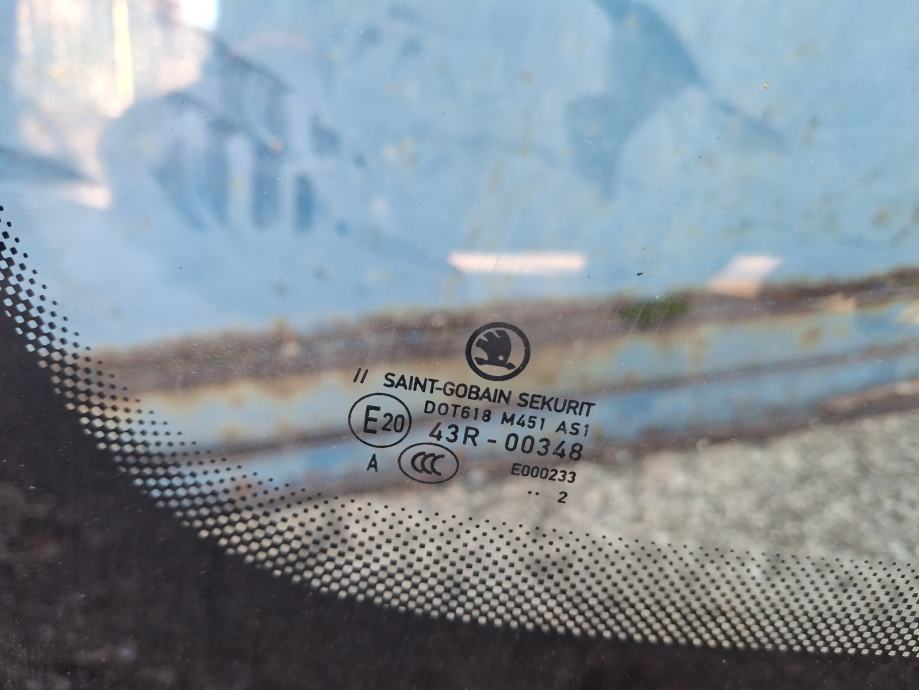 // SAINT-GOBAIN SEKURIT
DOT618 M451 AS1
E20 43R-00348
A CCC E000233
.. 2